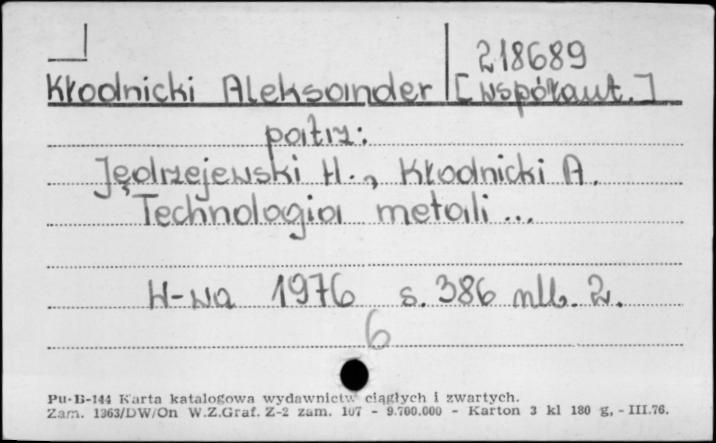 218689
Kłodnicki Aleksander [współaut.]
patrz:
Jędrzejewski H., Kłodnicki A.
Technologia metali ...
W-wa 1976 s. 386 nlb. 2.
6
Pu-B-144 Karta katalogowa wydawnictw ciągłych i zwartych.
Zam. 1363/DW/On W.Z.Graf. Z-2 zam. 107 - 9.700.000 - Karton 3 kl 180 g, - III.76.